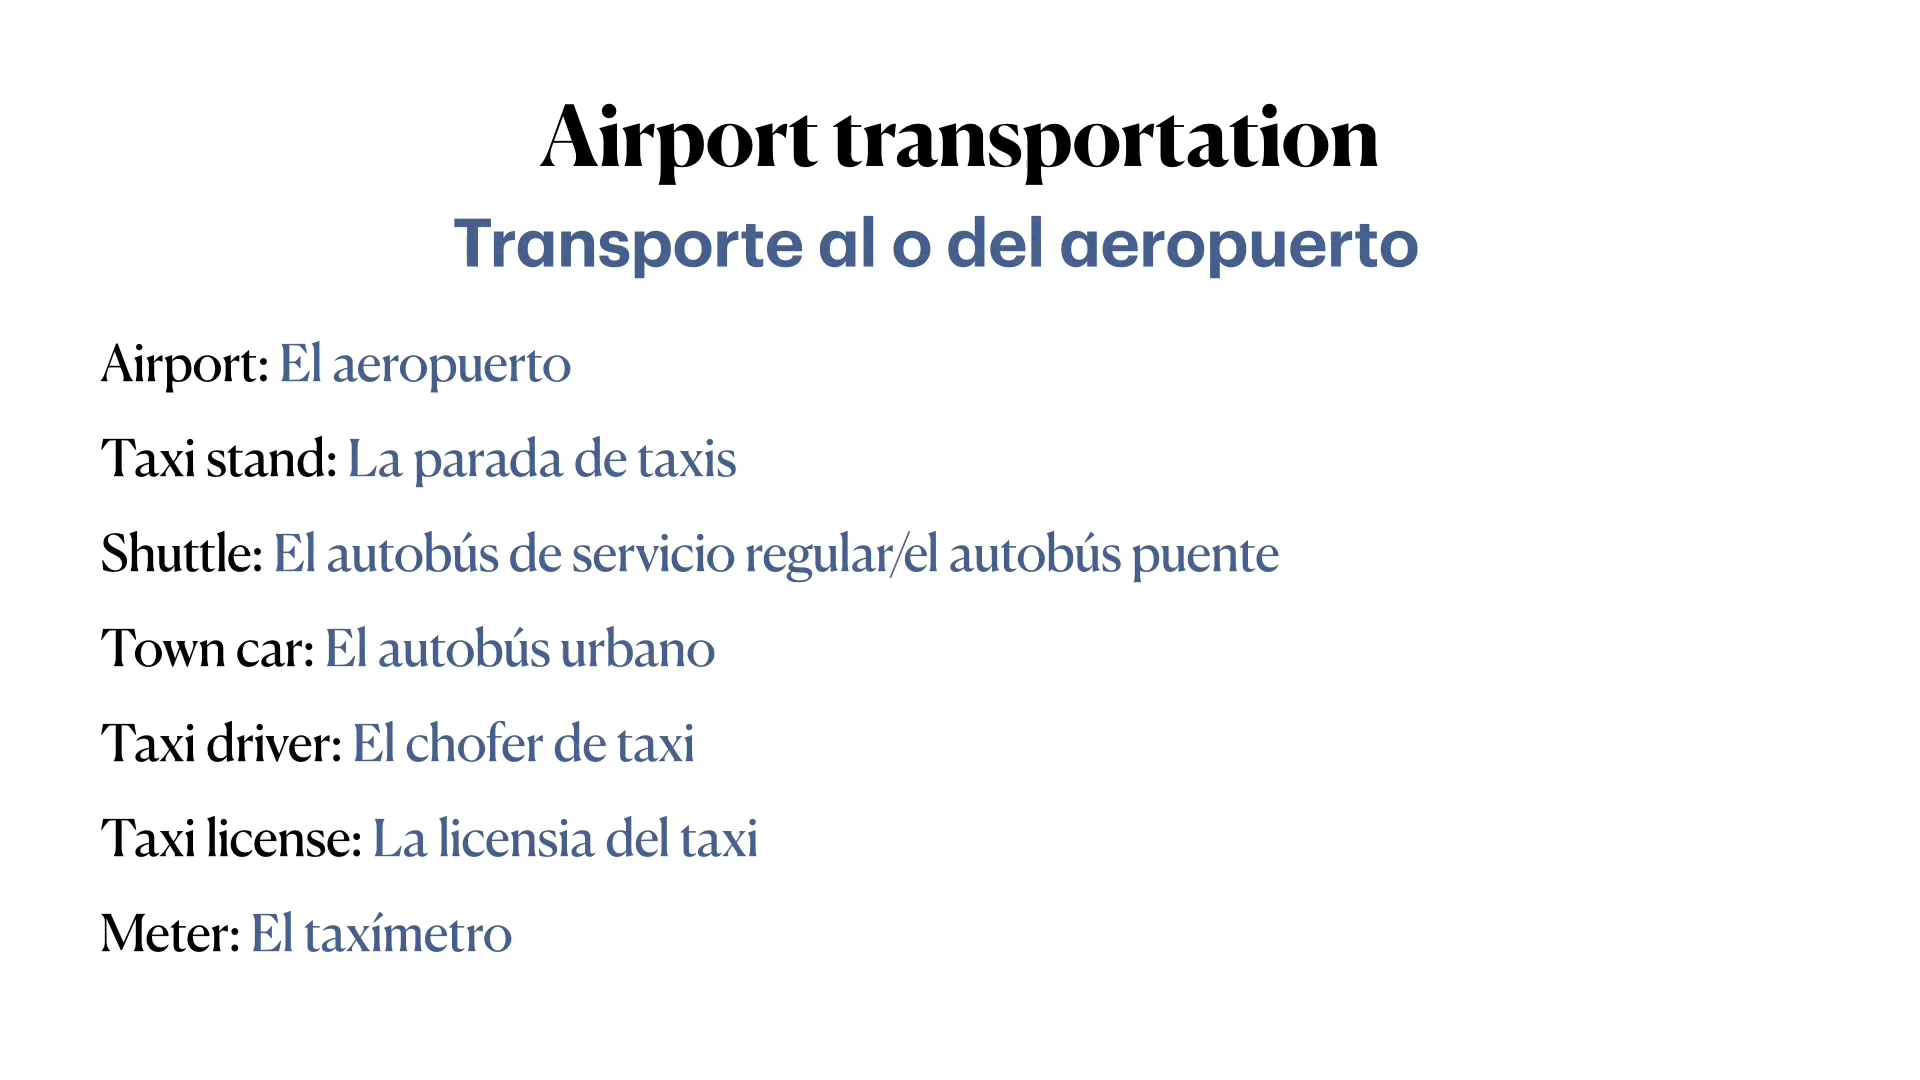 Airport transportation
Transporte al o del aeropuerto
Airport: El aeropuerto
Taxi stand: La parada de taxis
Shuttle: El autobús de servicio regular/el autobús puente
Town car: El autobús urbano
Taxi driver: El chofer de taxi
Taxi license: La licensia del taxi
Meter: El taxímetro